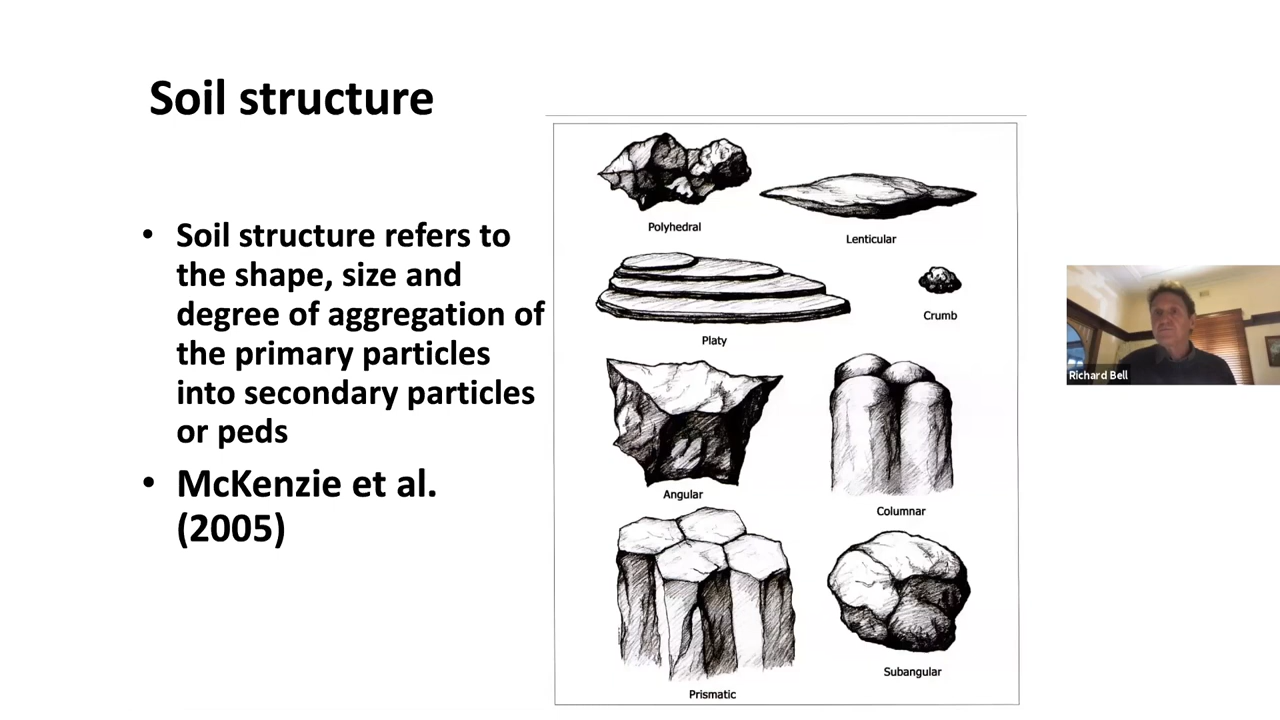 Soil structure
• Soil structure refers to
the shape, size and
degree of aggregation of
the primary particles
into secondary particles
or peds
• McKenzie et al.
(2005)
Polyhedral
Lenticular
Platy
Crumb
Angular
Columnar
Prismatic
Subangular
Richard Bell